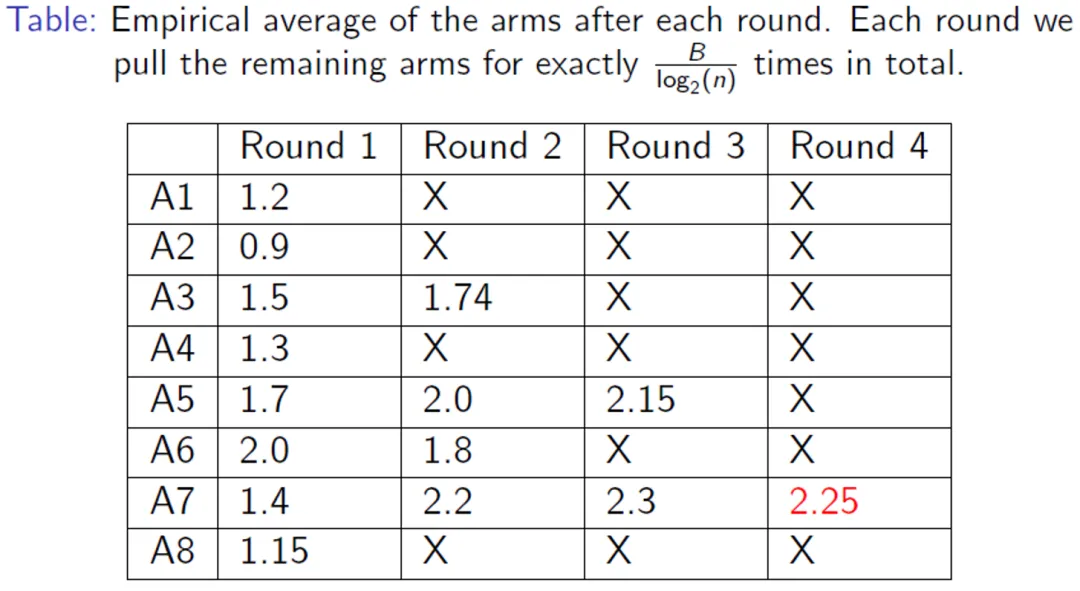 Table: Empirical average of the arms after each round. Each round we
pull the remaining arms for exactly B/log₂(n) times in total.
Round 1 Round 2 Round 3 Round 4
A1 1.2 X X X
A2 0.9 X X X
A3 1.5 1.74 X X
A4 1.3 X X X
A5 1.7 2.0 2.15 X
A6 2.0 1.8 X X
A7 1.4 2.2 2.3 2.25
A8 1.15 X X X